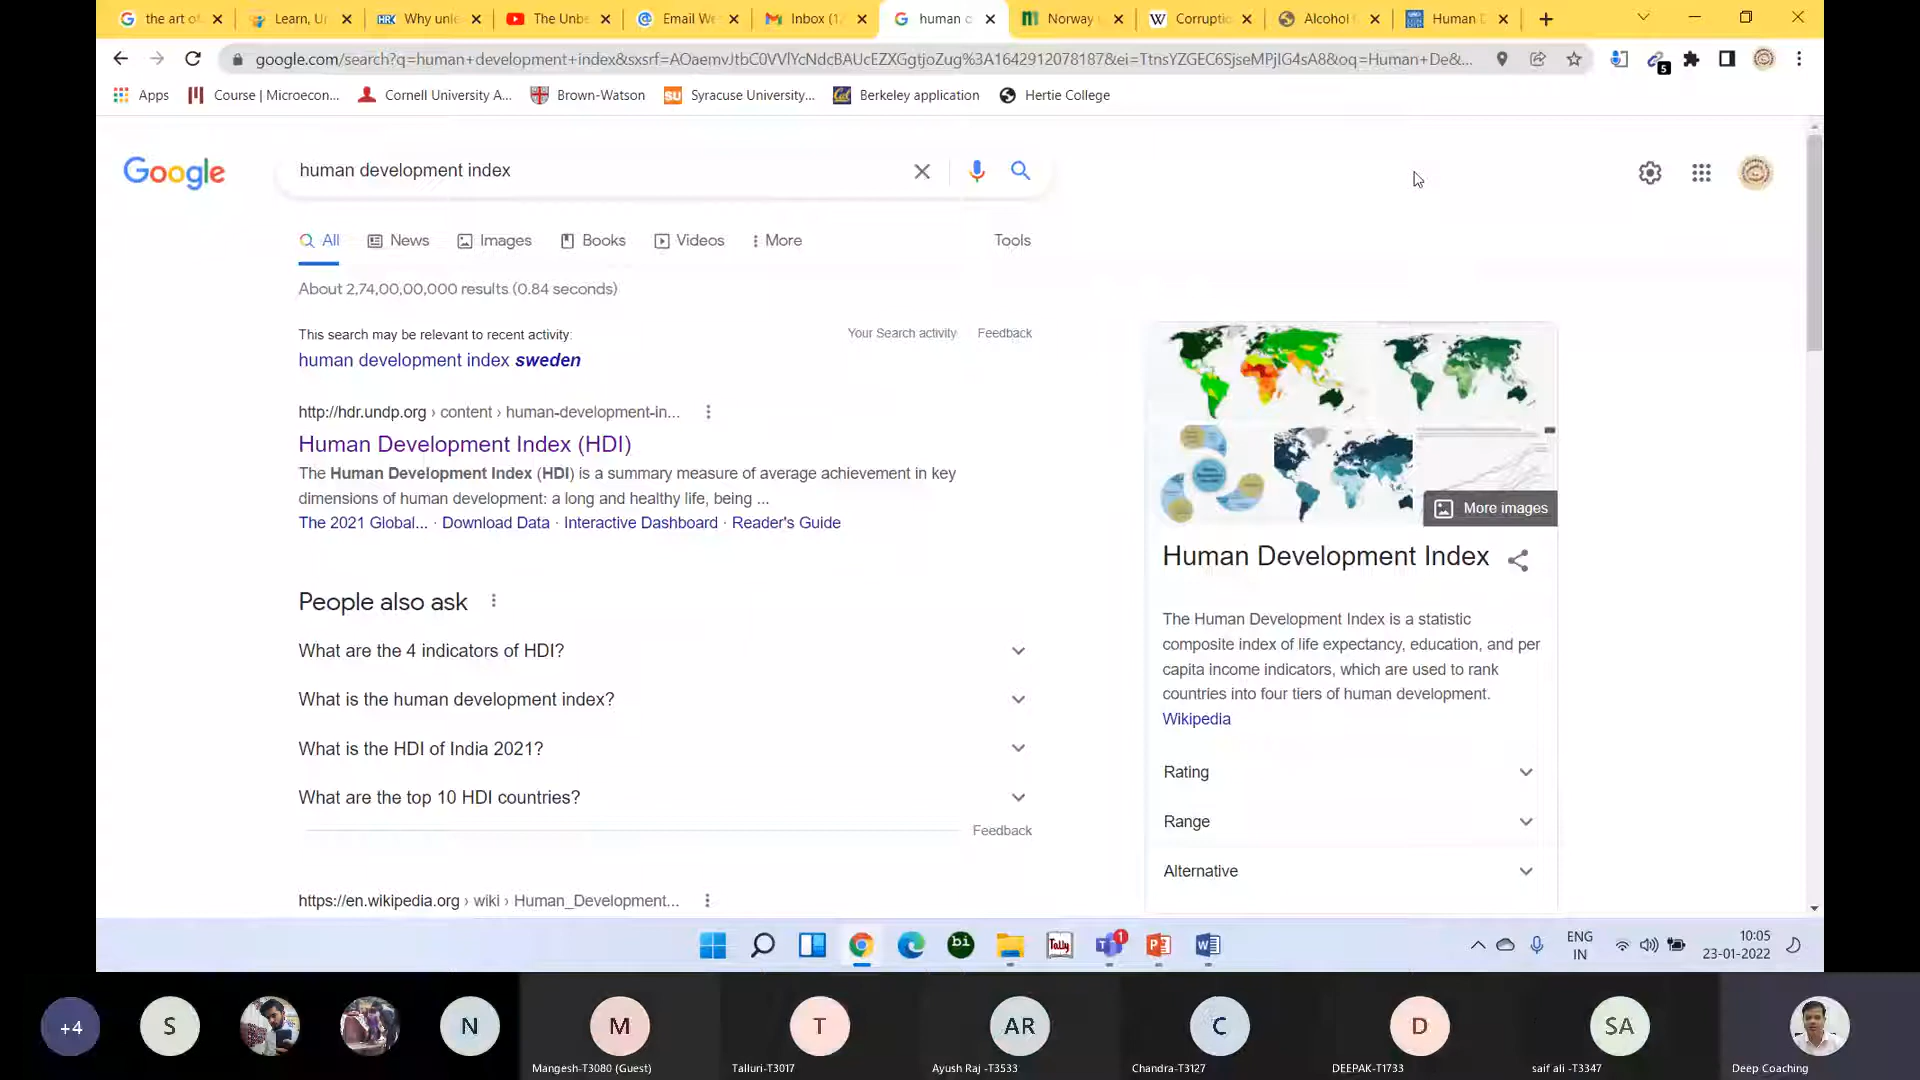 the art of
Learn, U
HRX Why unl
The Unb
Email We
Inbox (1,
human d
Norway
Corrupti
Alcohol
Human D
google.com/search?q=human+development+index&sxsrf=AOaemvJtbC0VVlYcNdcBAUcEZXGgtjoZug%3A1642912078187&ei=TtnsYZGEC6SjseMPjIG4sA8&oq=Human+De&...
5
Apps
Course | Microecon...
Cornell University A...
Brown-Watson
SU Syracuse University...
Cal Berkeley application
Hertie College
Google
human development index
All
News
Images
Books
Videos
More
Tools
About 2,74,00,00,000 results (0.84 seconds)
This search may be relevant to recent activity:
Your Search activity
Feedback
human development index sweden
http://hdr.undp.org › content › human-development-in...
Human Development Index (HDI)
The Human Development Index (HDI) is a summary measure of average achievement in key
dimensions of human development: a long and healthy life, being ...
The 2021 Global... · Download Data · Interactive Dashboard · Reader's Guide
People also ask
What are the 4 indicators of HDI?
What is the human development index?
What is the HDI of India 2021?
What are the top 10 HDI countries?
Feedback
https://en.wikipedia.org › wiki › Human_Development...
More images
Human Development Index
The Human Development Index is a statistic
composite index of life expectancy, education, and per
capita income indicators, which are used to rank
countries into four tiers of human development.
Wikipedia
Rating
Range
Alternative
bi
Tally
1
ENG
IN
10:05
23-01-2022
+4
S
N
M
Mangesh-T3080 (Guest)
T
Talluri-T3017
AR
Ayush Raj -T3533
C
Chandra-T3127
D
DEEPAK-T1733
SA
saif ali -T3347
Deep Coaching